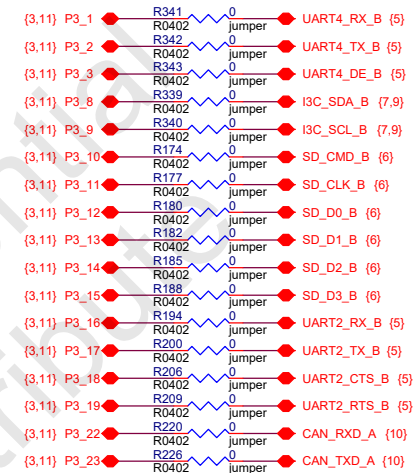 {3,11} P3_1 R341 0 R0402 jumper UART4_RX_B {5}
{3,11} P3_2 R342 0 R0402 jumper UART4_TX_B {5}
{3,11} P3_3 R343 0 R0402 jumper UART4_DE_B {5}
{3,11} P3_8 R339 0 R0402 jumper I3C_SDA_B {7,9}
{3,11} P3_9 R340 0 R0402 jumper I3C_SCL_B {7,9}
{3,11} P3_10 R174 0 R0402 jumper SD_CMD_B {6}
{3,11} P3_11 R177 0 R0402 jumper SD_CLK_B {6}
{3,11} P3_12 R180 0 R0402 jumper SD_D0_B {6}
{3,11} P3_13 R182 0 R0402 jumper SD_D1_B {6}
{3,11} P3_14 R185 0 R0402 jumper SD_D2_B {6}
{3,11} P3_15 R188 0 R0402 jumper SD_D3_B {6}
{3,11} P3_16 R194 0 R0402 jumper UART2_RX_B {5}
{3,11} P3_17 R200 0 R0402 jumper UART2_TX_B {5}
{3,11} P3_18 R206 0 R0402 jumper UART2_CTS_B {5}
{3,11} P3_19 R209 0 R0402 jumper UART2_RTS_B {5}
{3,11} P3_22 R220 0 R0402 jumper CAN_RXD_A {10}
{3,11} P3_23 R226 0 R0402 jumper CAN_TXD_A {10}